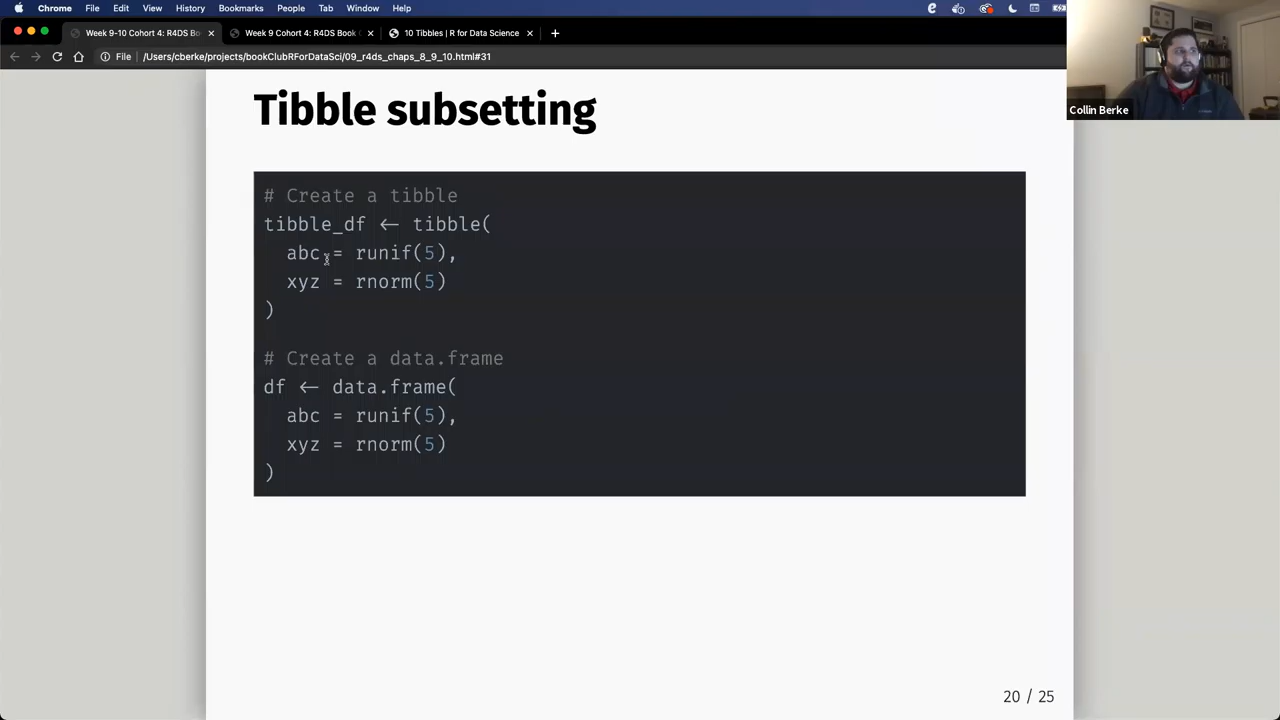 Chrome File Edit View History Bookmarks People Tab Window Help
Week 9-10 Cohort 4: R4DS Bo × Week 9 Cohort 4: R4DS Book × 10 Tibbles | R for Data Science × +
File /Users/cberke/projects/bookClubRForDataSci/09_r4ds_chaps_8_9_10.html#31
Collin Berke
Tibble subsetting
# Create a tibble
tibble_df ← tibble(
abc = runif(5),
xyz = rnorm(5)
)
# Create a data.frame
df ← data.frame(
abc = runif(5),
xyz = rnorm(5)
)
20 / 25